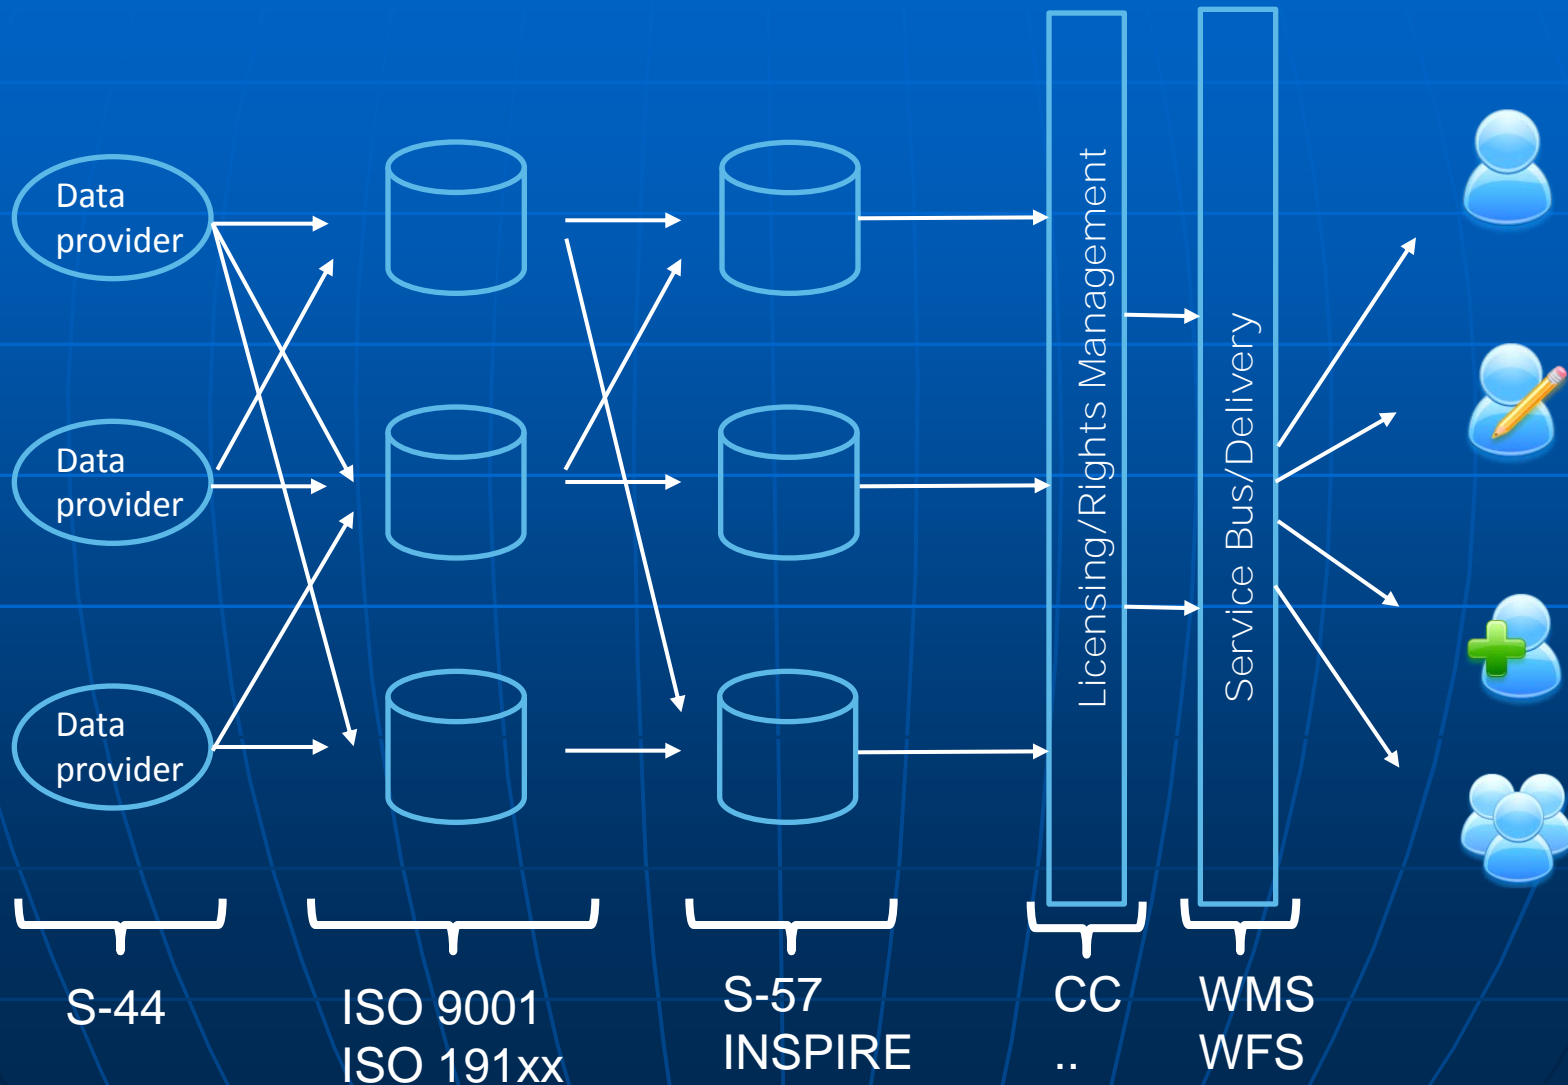 Data
provider
Data
provider
Data
provider
Licensing/Rights Management
Service Bus/Delivery
S-44
ISO 9001
ISO 191xx
S-57
INSPIRE
CC
..
WMS
WFS